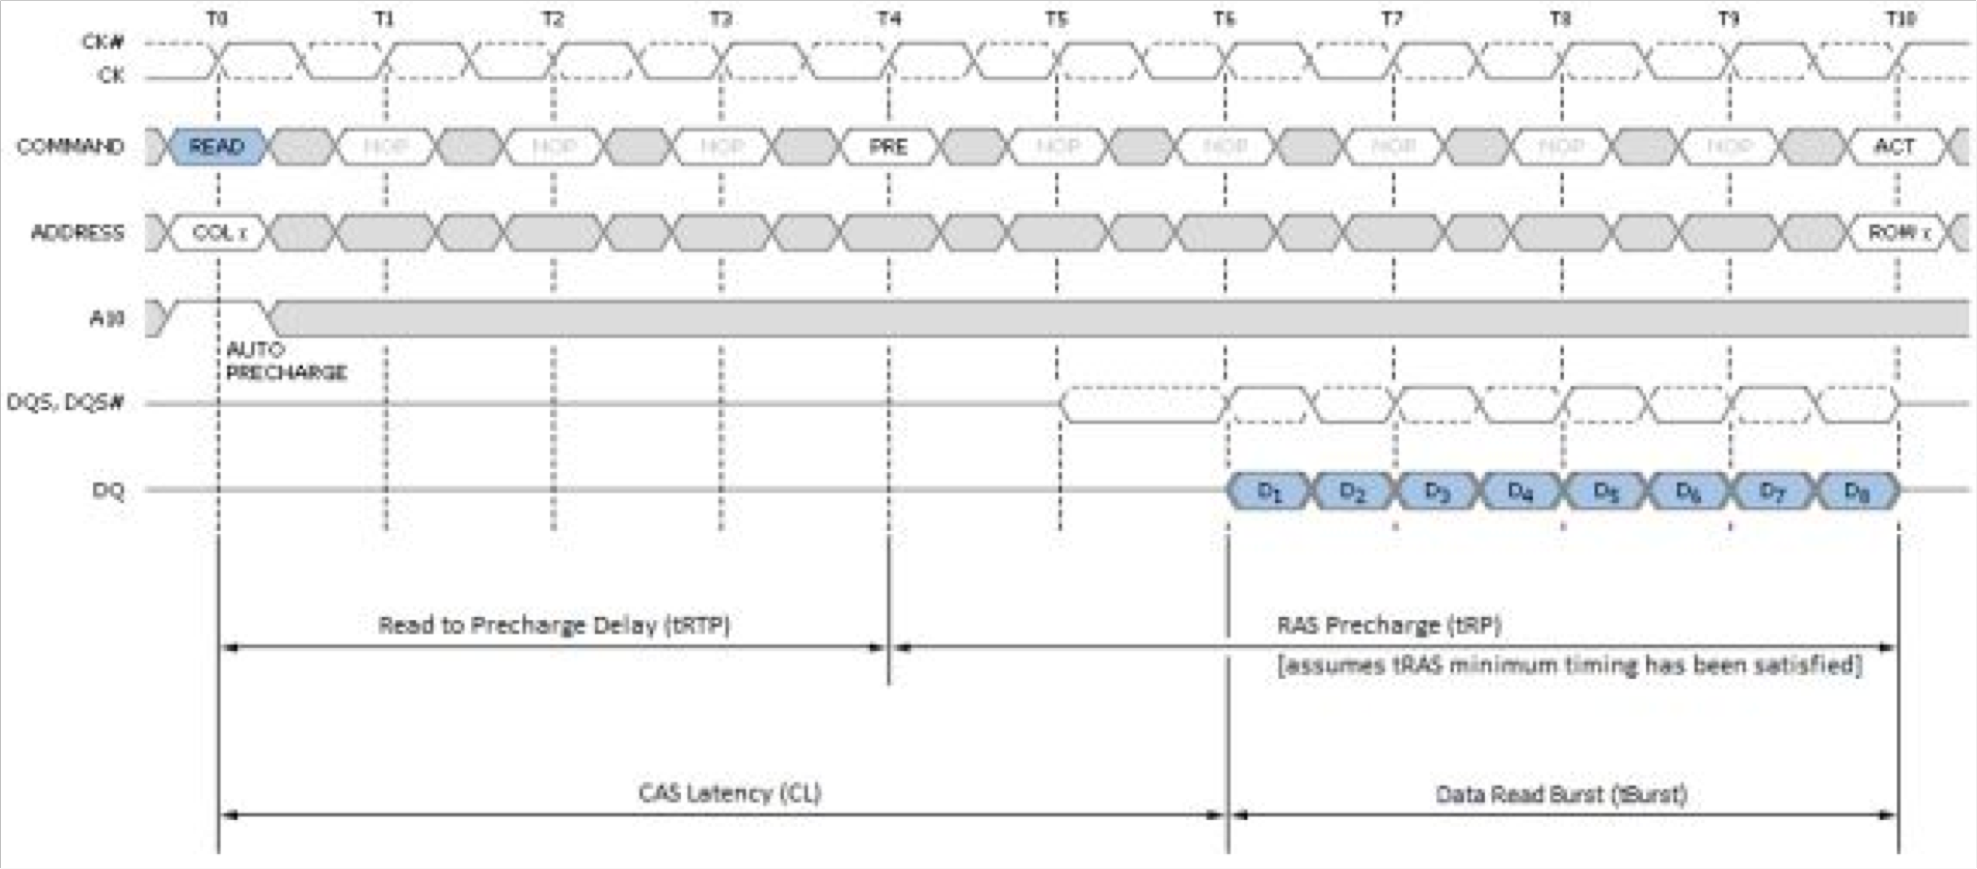 T0 T1 T2 T3 T4 T5 T6 T7 T8 T9 T10
CK#
CK
COMMAND READ NOP NOP NOP PRE NOP NOP NOP NOP NOP ACT
ADDRESS COL x ROW x
A10
AUTO
PRECHARGE
DQS, DQS#
DQ D1 D2 D3 D4 D5 D6 D7 D8
Read to Precharge Delay (tRTP) RAS Precharge (tRP)
[assumes tRAS minimum timing has been satisfied]
CAS Latency (CL) Data Read Burst (tBurst)